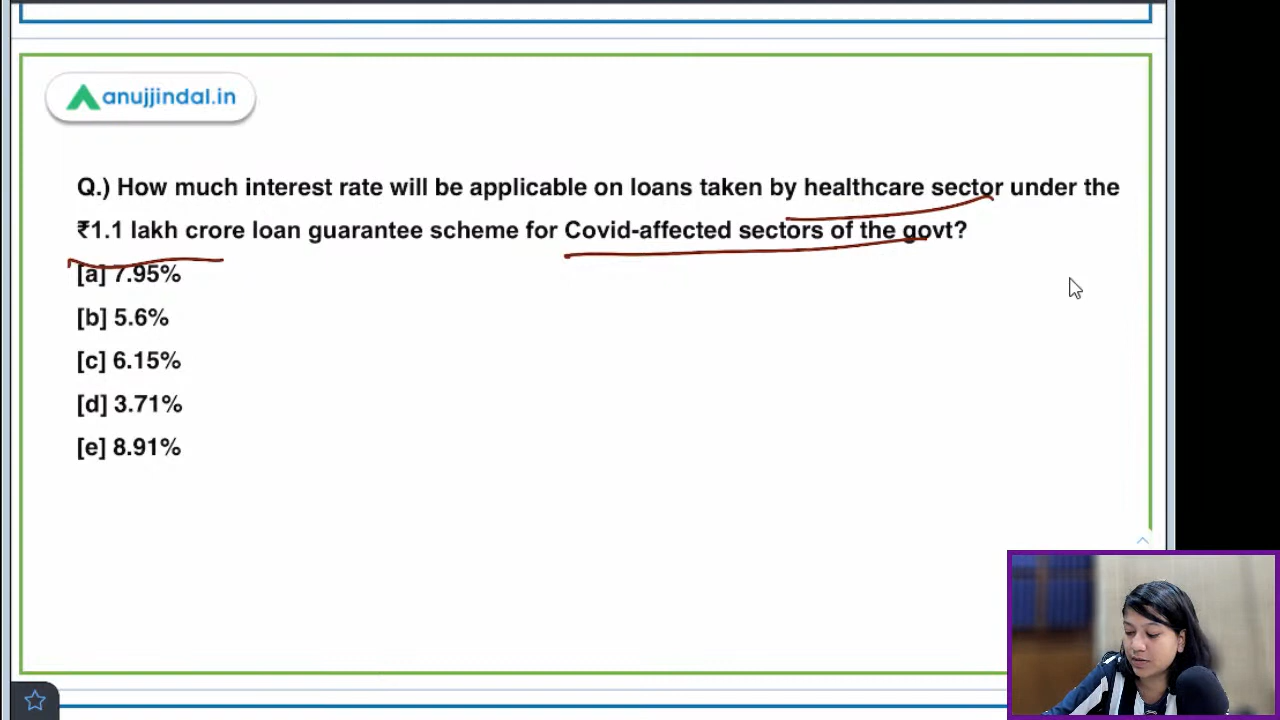 anujjindal.in
Q.) How much interest rate will be applicable on loans taken by healthcare sector under the
₹1.1 lakh crore loan guarantee scheme for Covid-affected sectors of the govt?
[a] 7.95%
[b] 5.6%
[c] 6.15%
[d] 3.71%
[e] 8.91%